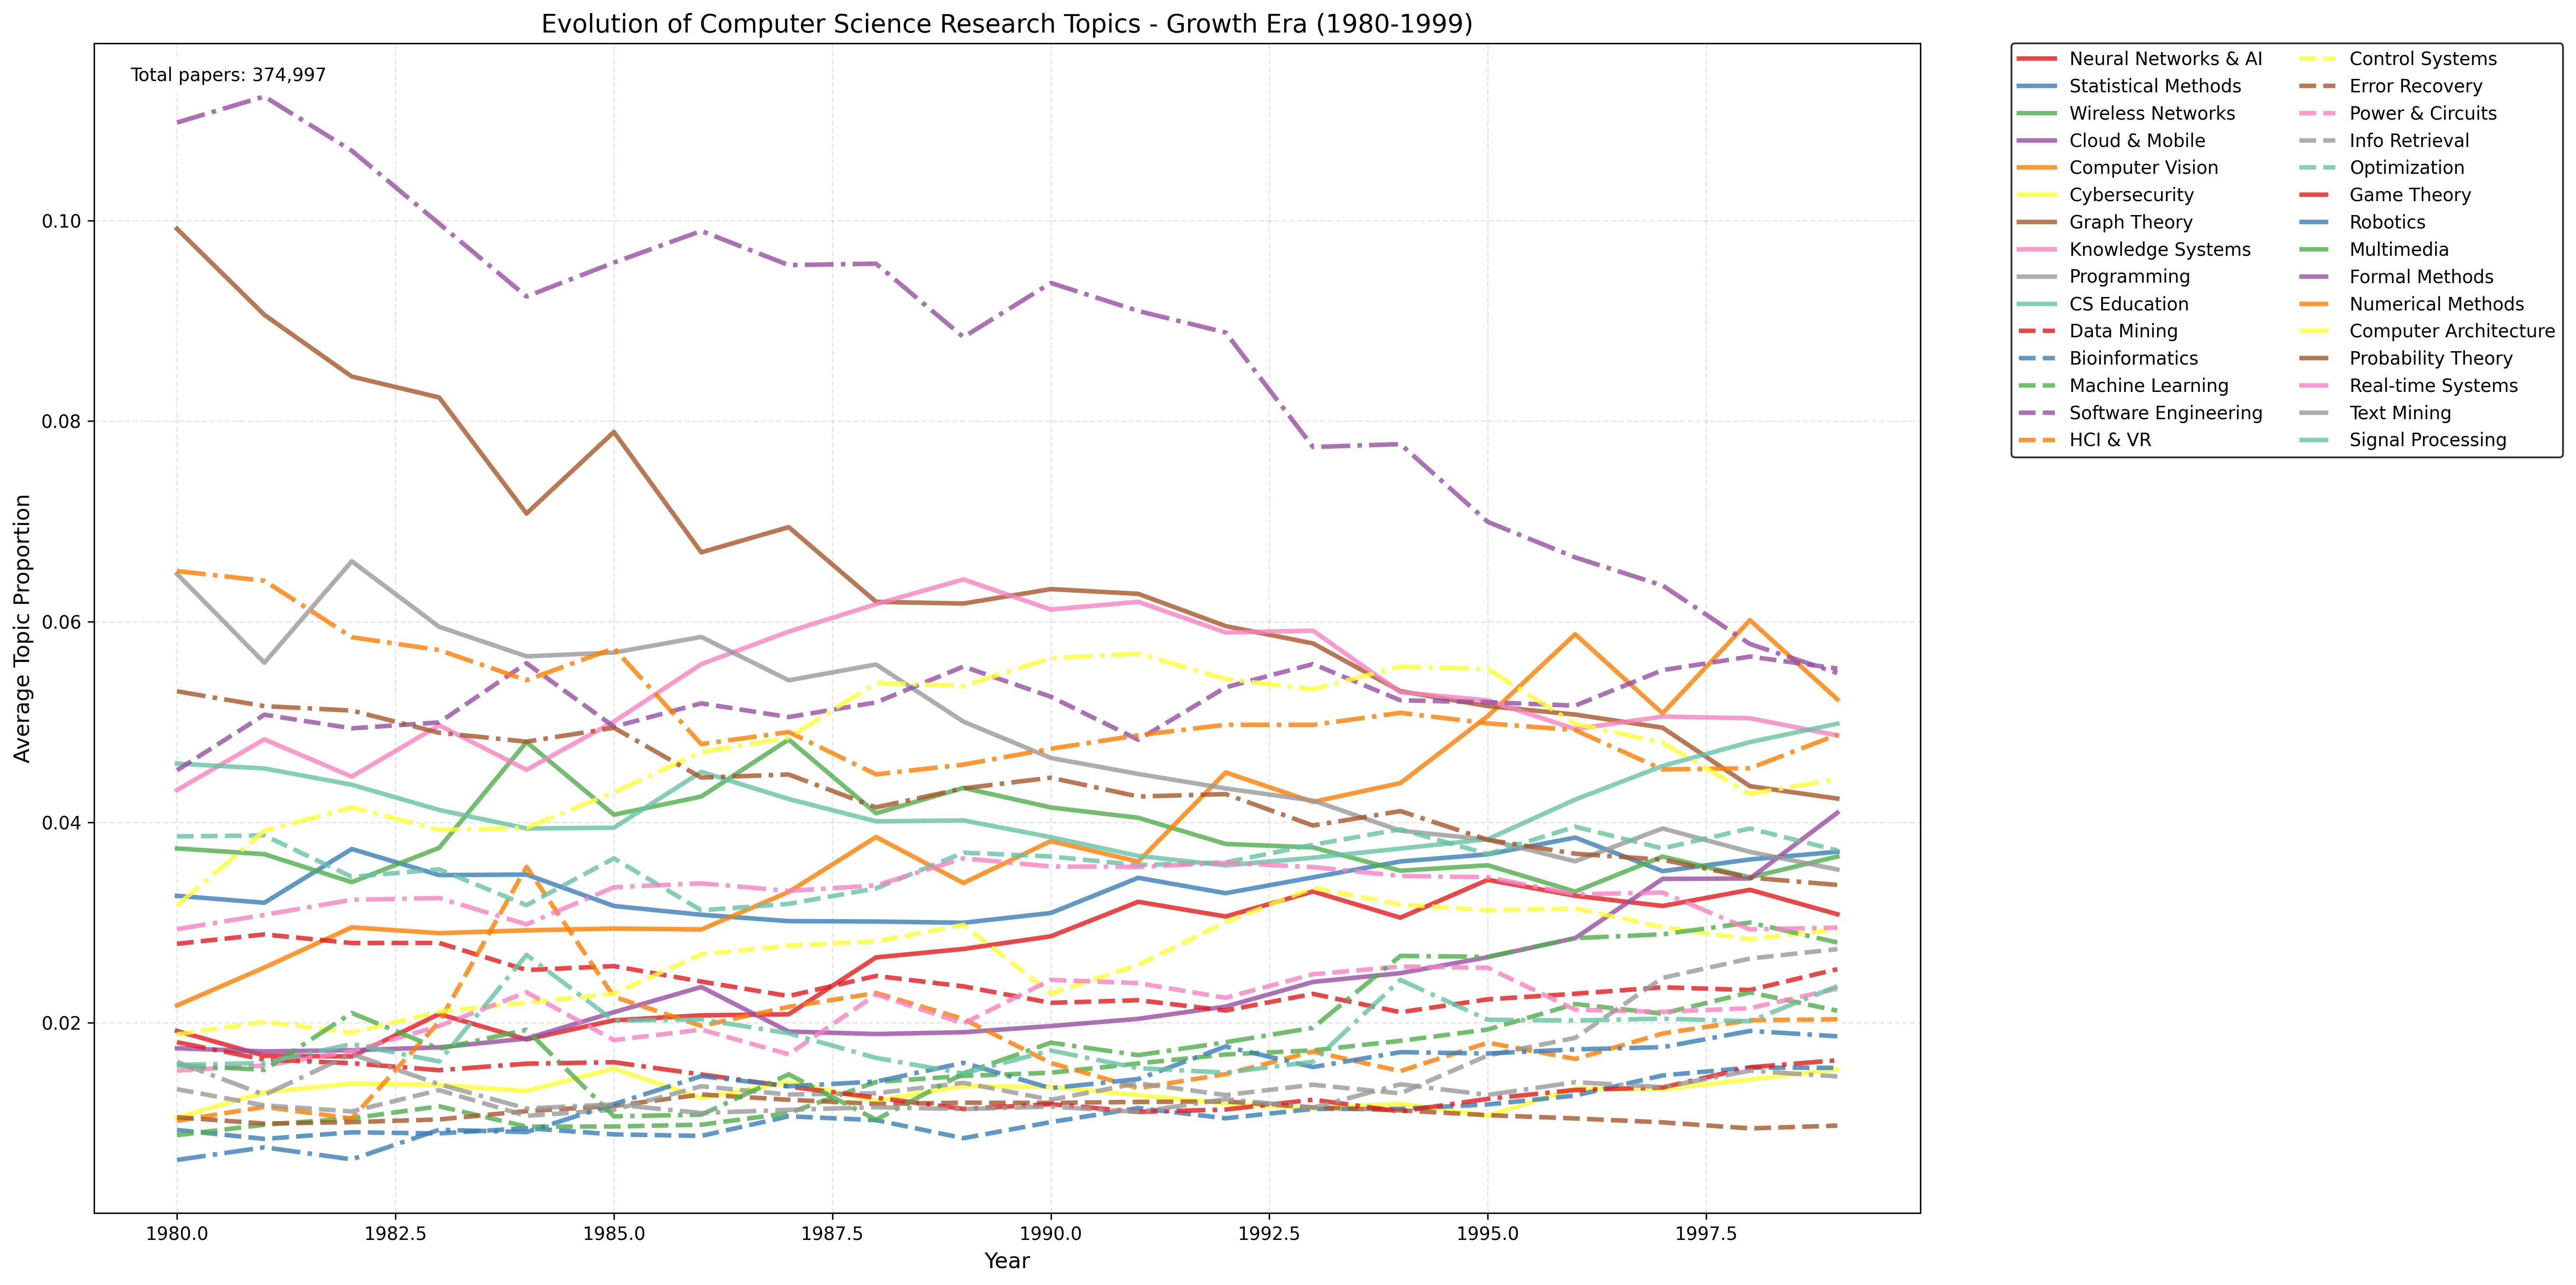 Evolution of Computer Science Research Topics - Growth Era (1980-1999)
Total papers: 374,997
Average Topic Proportion
0.10
0.08
0.06
0.04
0.02
1980.0
1982.5
1985.0
1987.5
1990.0
1992.5
1995.0
1997.5
Year
Neural Networks & AI
Statistical Methods
Wireless Networks
Cloud & Mobile
Computer Vision
Cybersecurity
Graph Theory
Knowledge Systems
Programming
CS Education
Data Mining
Bioinformatics
Machine Learning
Software Engineering
HCI & VR
Control Systems
Error Recovery
Power & Circuits
Info Retrieval
Optimization
Game Theory
Robotics
Multimedia
Formal Methods
Numerical Methods
Computer Architecture
Probability Theory
Real-time Systems
Text Mining
Signal Processing